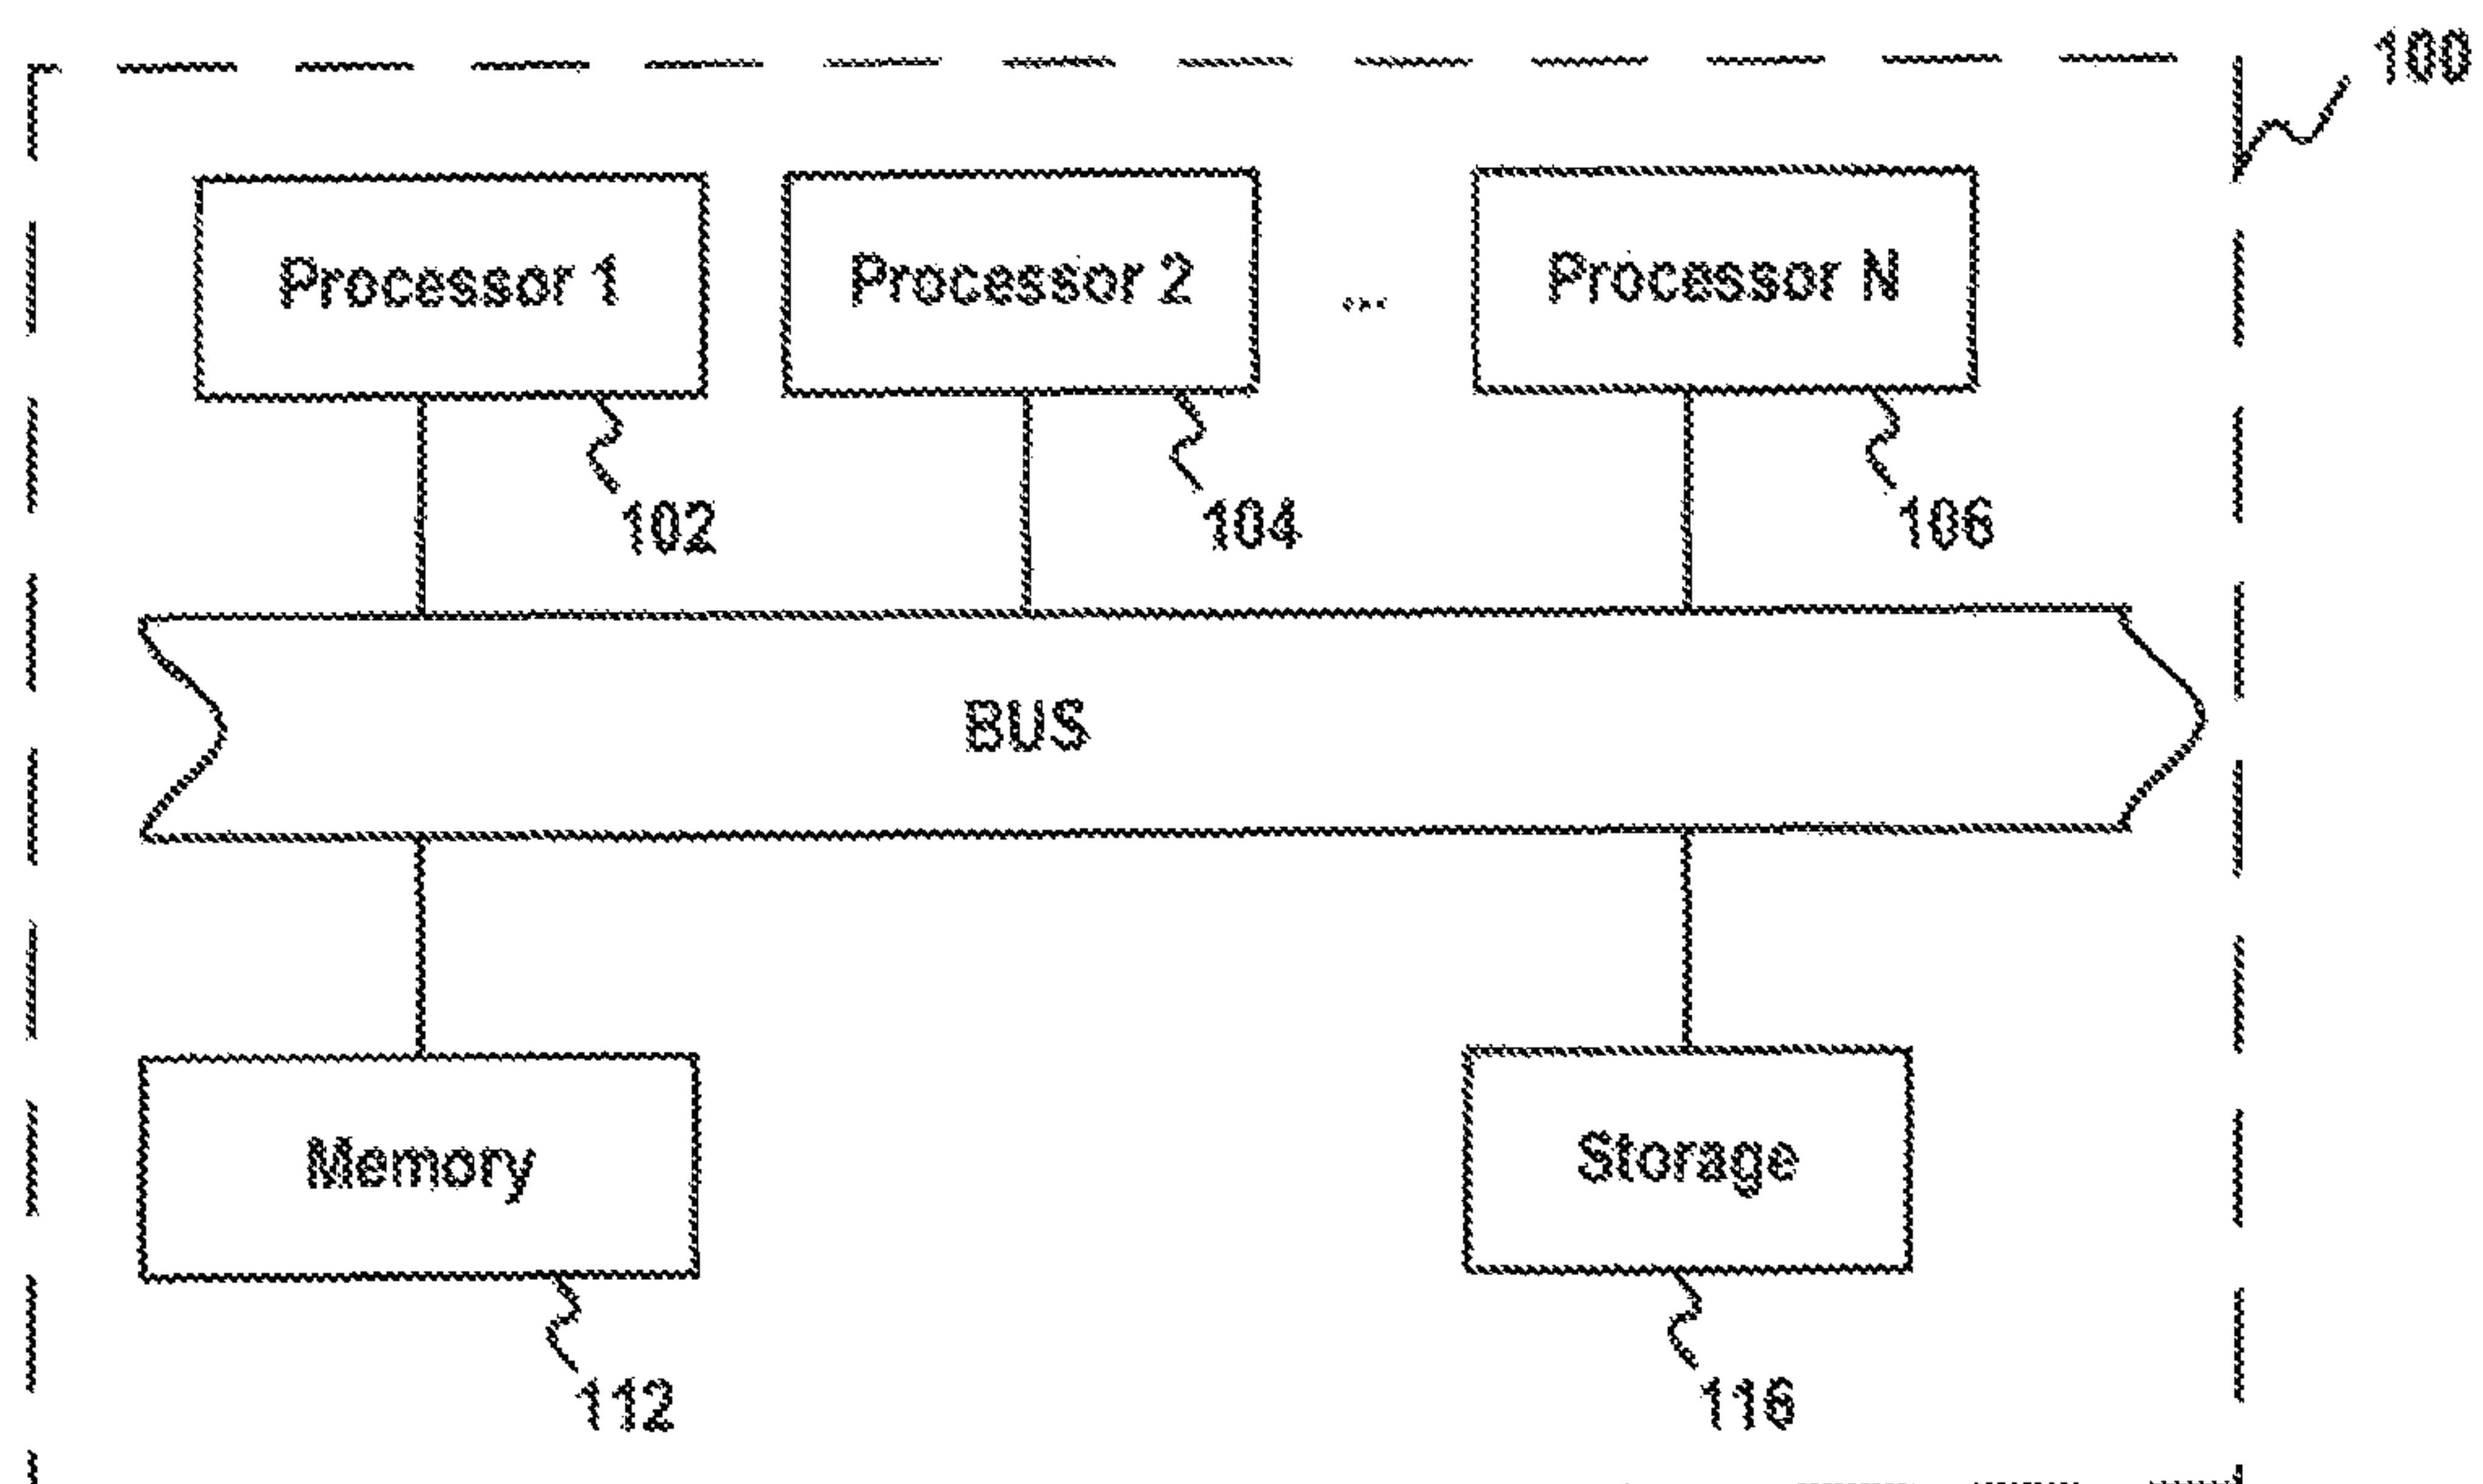 100
Processor 1
Processor 2
...
Processor N
102
104
106
BUS
Memory
Storage
112
116